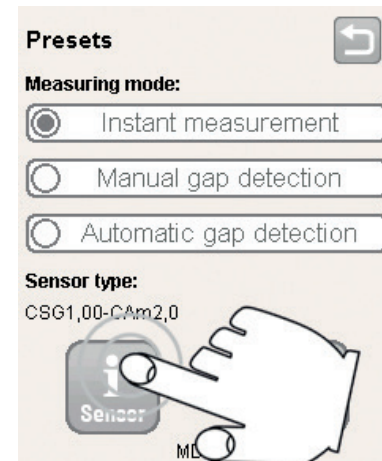 Presets
Measuring mode:
Instant measurement
Manual gap detection
Automatic gap detection
Sensor type:
CSG1,00-CAm2,0
Sensor